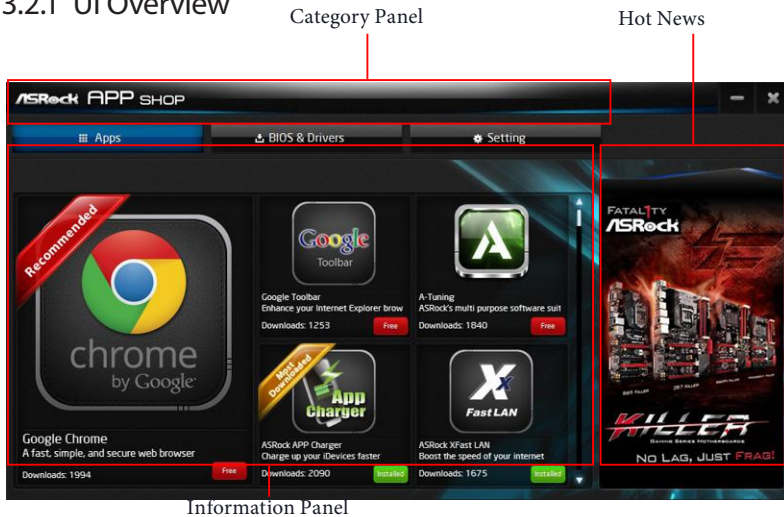 3.2.1 UI Overview
Category Panel
Hot News
ASRock APP SHOP
Apps
BIOS & Drivers
Setting
Recommended
chrome
by Google
Google Chrome
A fast, simple, and secure web browser
Downloads: 1994
Free
Google
Toolbar
Google Toolbar
Enhance your Internet Explorer brow
Downloads: 1253
Free
A-Tuning
ASRock's multi purpose software suit
Downloads: 1840
Free
Most
Downloaded
App
Charger
ASRock APP Charger
Charge up your iDevices faster
Downloads: 2090
Installed
X
Fast LAN
ASRock XFast LAN
Boost the speed of your internet
Downloads: 1675
Installed
FATAL1TY
ASRock
KILLER
GAMING SERIES MOTHERBOARDS
NO LAG, JUST FRAG!
Information Panel